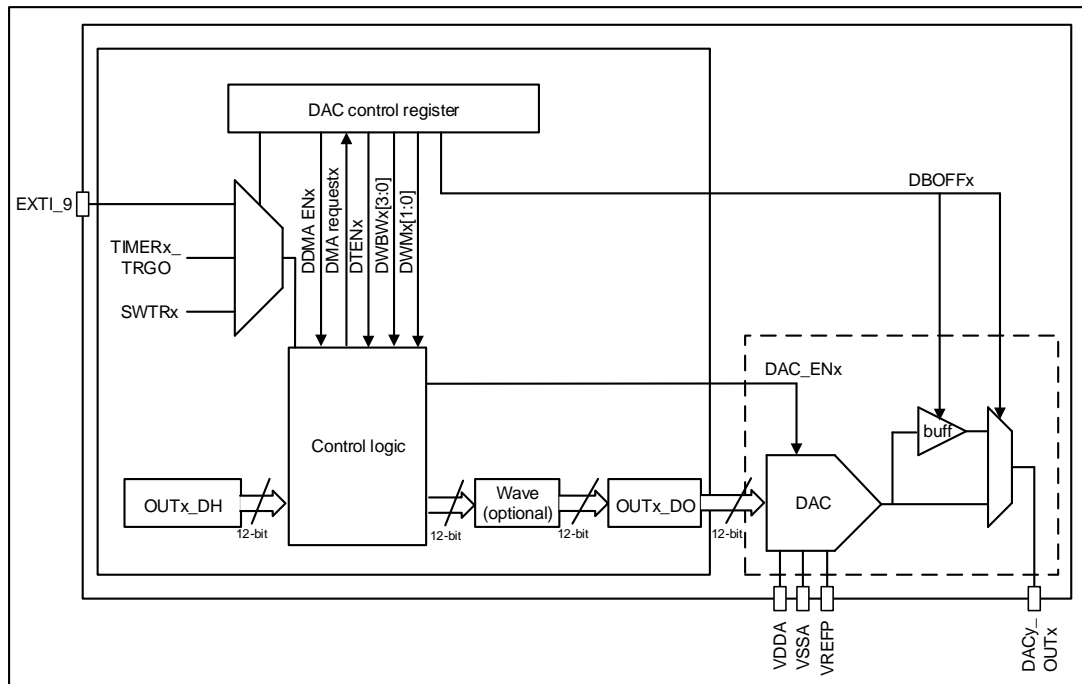 DAC control register
EXTI_9
TIMERx_
TRGO
SWTRx
DDMA ENx
DMA requestx
DTENx
DWBWx[3:0]
DWMx[1:0]
DBOFFx
DAC_ENx
Control logic
buff
OUTx_DH
12-bit
12-bit
Wave
(optional)
12-bit
OUTx_DO
12-bit
DAC
VDDA
VSSA
VREFP
DACy_
OUTx